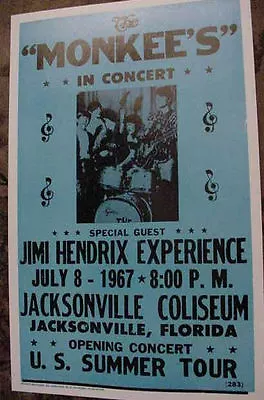 The
"MONKEE'S"
IN CONCERT
THE
SPECIAL GUEST
JIMI HENDRIX EXPERIENCE
JULY 8 - 1967 ★ 8:00 P. M.
JACKSONVILLE COLISEUM
JACKSONVILLE, FLORIDA
OPENING CONCERT
U. S. SUMMER TOUR
(283)